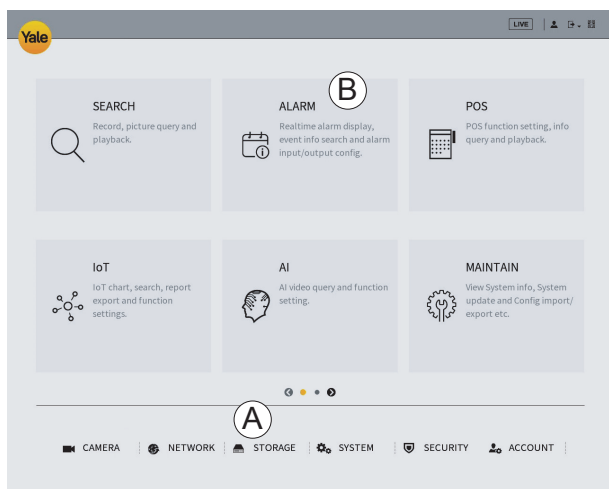 Yale
LIVE
B
SEARCH
Record, picture query and
playback.
ALARM
Realtime alarm display,
event info search and alarm
input/output config.
POS
POS function setting, info
query and playback.
IoT
IoT chart, search, report
export and function
settings.
AI
AI video query and function
setting.
MAINTAIN
View System info, System
update and Config import/
export etc.
A
CAMERA NETWORK STORAGE SYSTEM SECURITY ACCOUNT